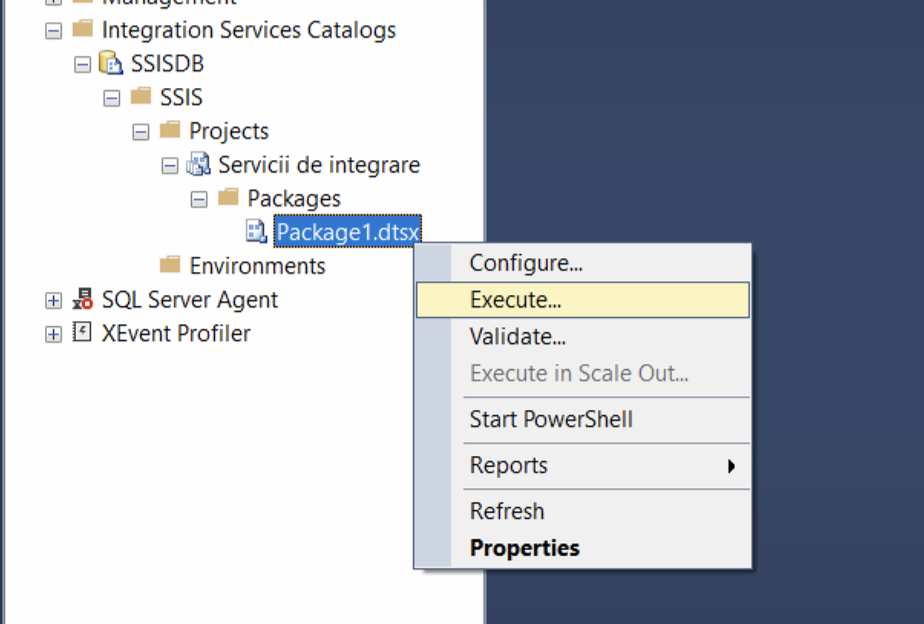 Management
Integration Services Catalogs
SSISDB
SSIS
Projects
Servicii de integrare
Packages
Package1.dtsx
Environments
SQL Server Agent
XEvent Profiler
Configure...
Execute...
Validate...
Execute in Scale Out...
Start PowerShell
Reports
Refresh
Properties